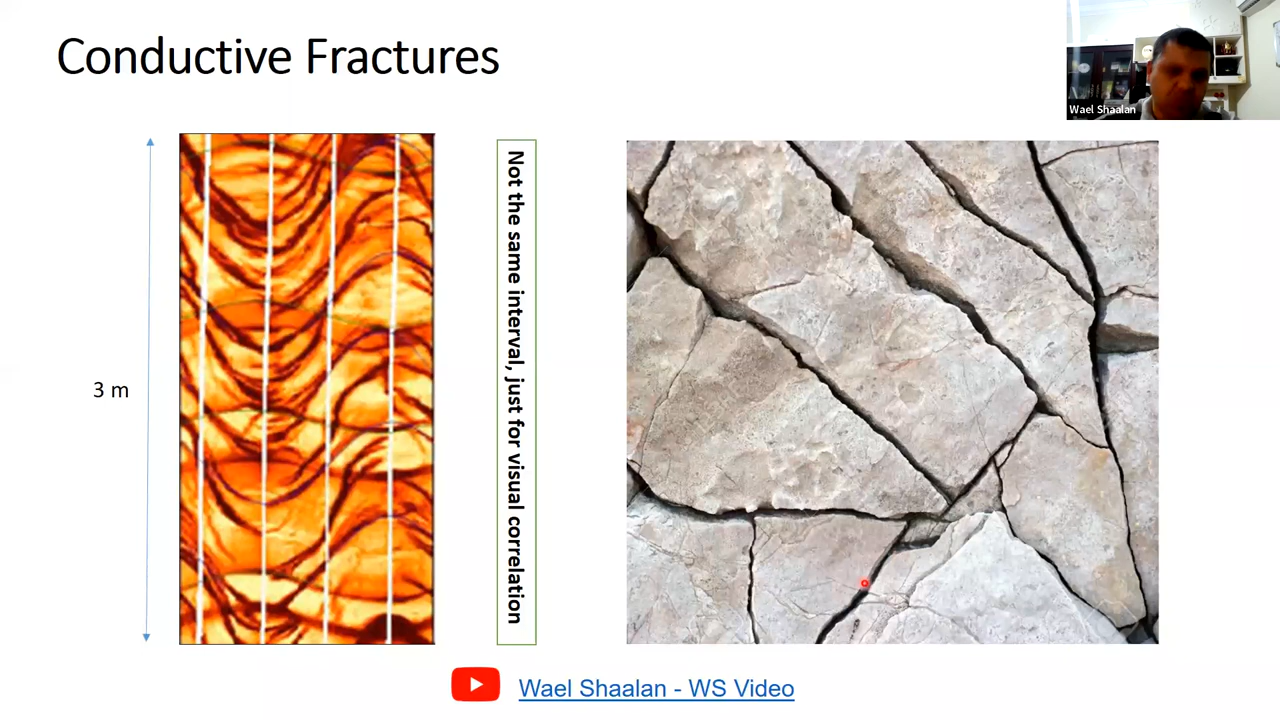 Conductive Fractures
Wael Shaalan
3 m
Not the same interval, just for visual correlation
Wael Shaalan - WS Video